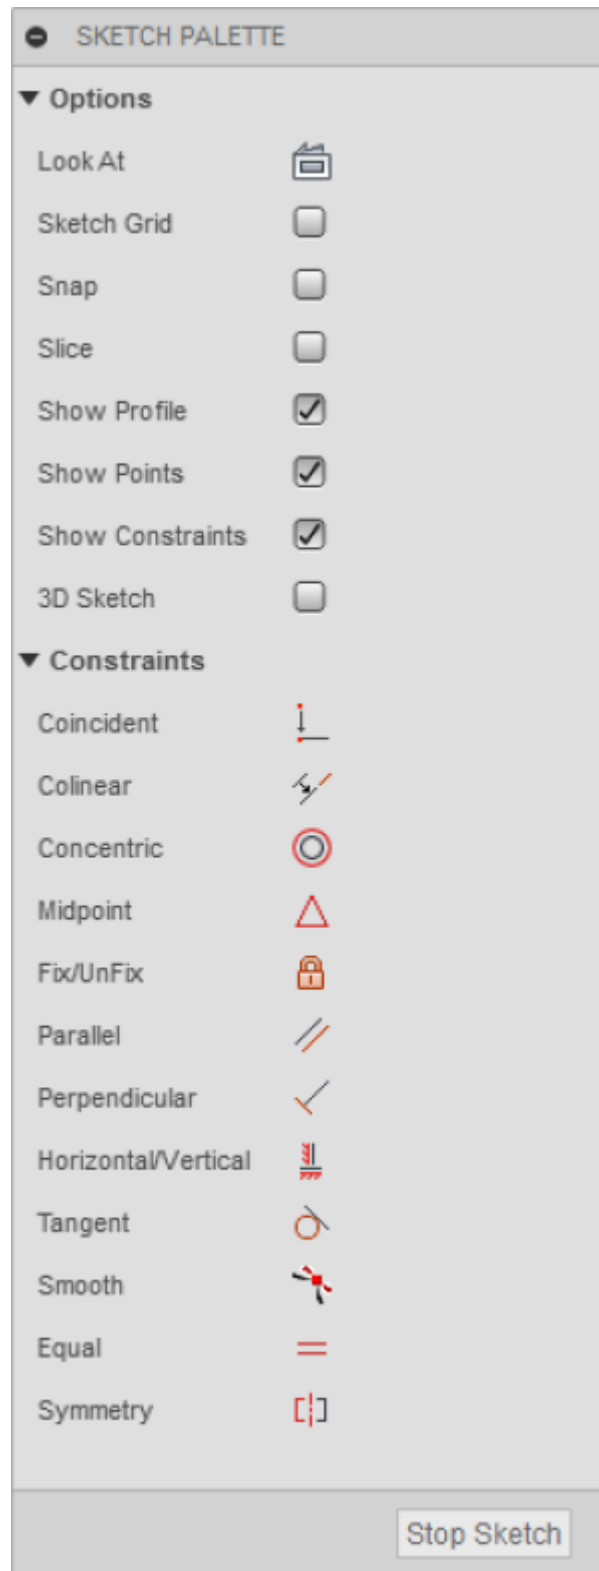 SKETCH PALETTE
Options
Look At
Sketch Grid
Snap
Slice
Show Profile
Show Points
Show Constraints
3D Sketch
Constraints
Coincident
Colinear
Concentric
Midpoint
Fix/UnFix
Parallel
Perpendicular
Horizontal/Vertical
Tangent
Smooth
Equal
Symmetry
Stop Sketch